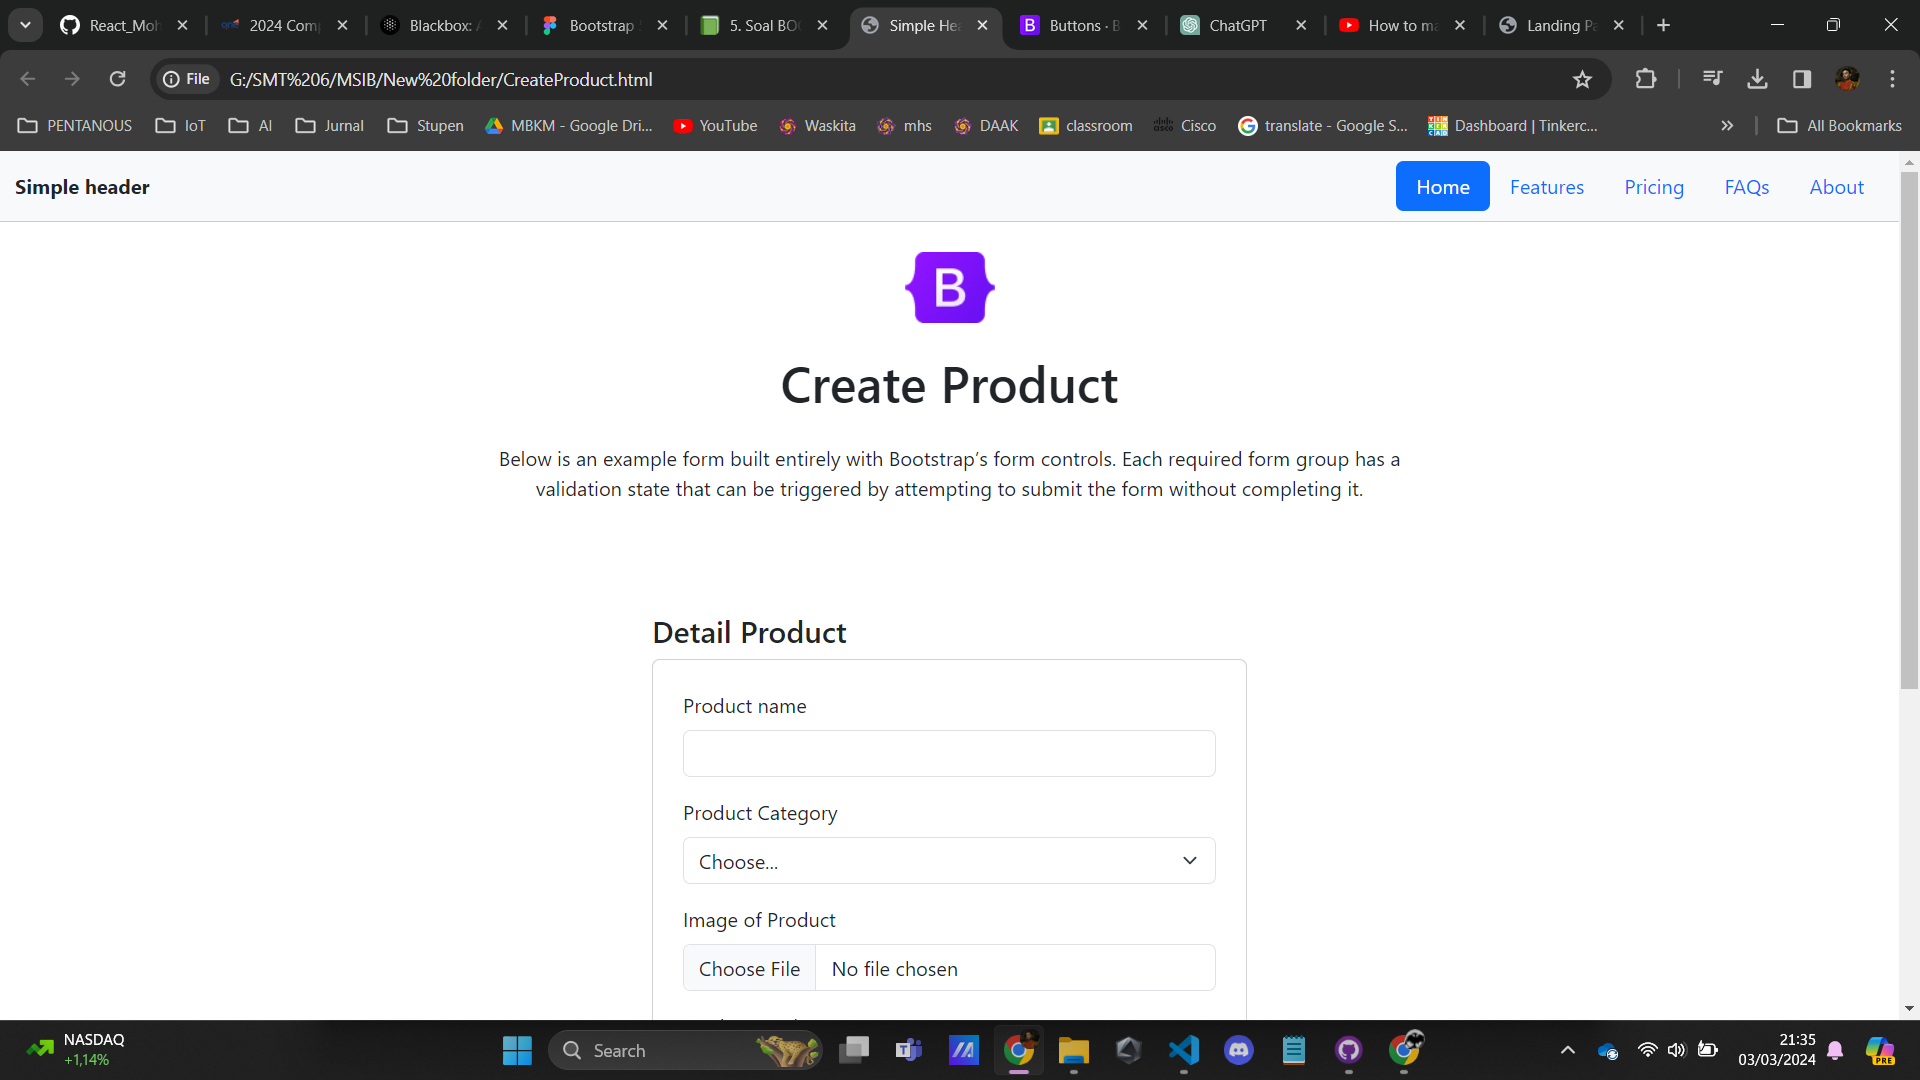 React_Moh
2024 Com
Blackbox: A
Bootstrap
5. Soal BO
Simple Hea
Buttons · B
ChatGPT
How to ma
Landing Pa
File
G:/SMT%206/MSIB/New%20folder/CreateProduct.html
PENTANOUS
IoT
AI
Jurnal
Stupen
MBKM - Google Dri...
YouTube
Waskita
mhs
DAAK
classroom
Cisco
translate - Google S...
Dashboard | Tinkerc...
All Bookmarks
Simple header
Home
Features
Pricing
FAQs
About
B
Create Product
Below is an example form built entirely with Bootstrap’s form controls. Each required form group has a
validation state that can be triggered by attempting to submit the form without completing it.
Detail Product
Product name
Product Category
Choose...
Image of Product
Choose File
No file chosen
NASDAQ
+1,14%
Search
21:35
03/03/2024
PRE